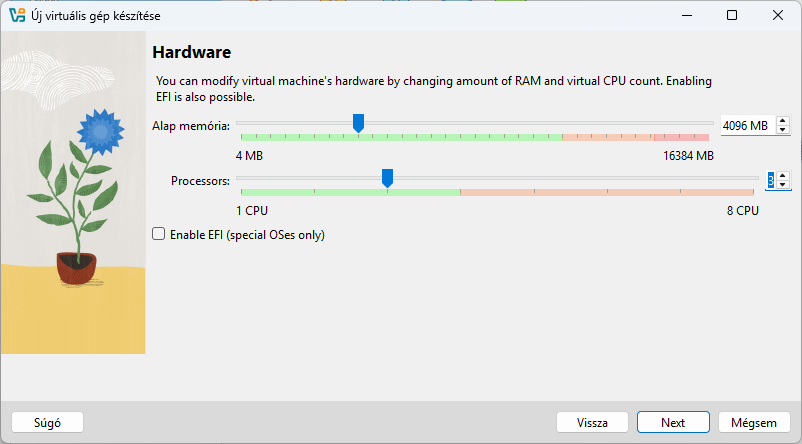 Új virtuális gép készítése
Hardware
You can modify virtual machine's hardware by changing amount of RAM and virtual CPU count. Enabling
EFI is also possible.
Alap memória:
4096 MB
4 MB
16384 MB
Processors:
3
1 CPU
8 CPU
Enable EFI (special OSes only)
Súgó
Vissza
Next
Mégsem